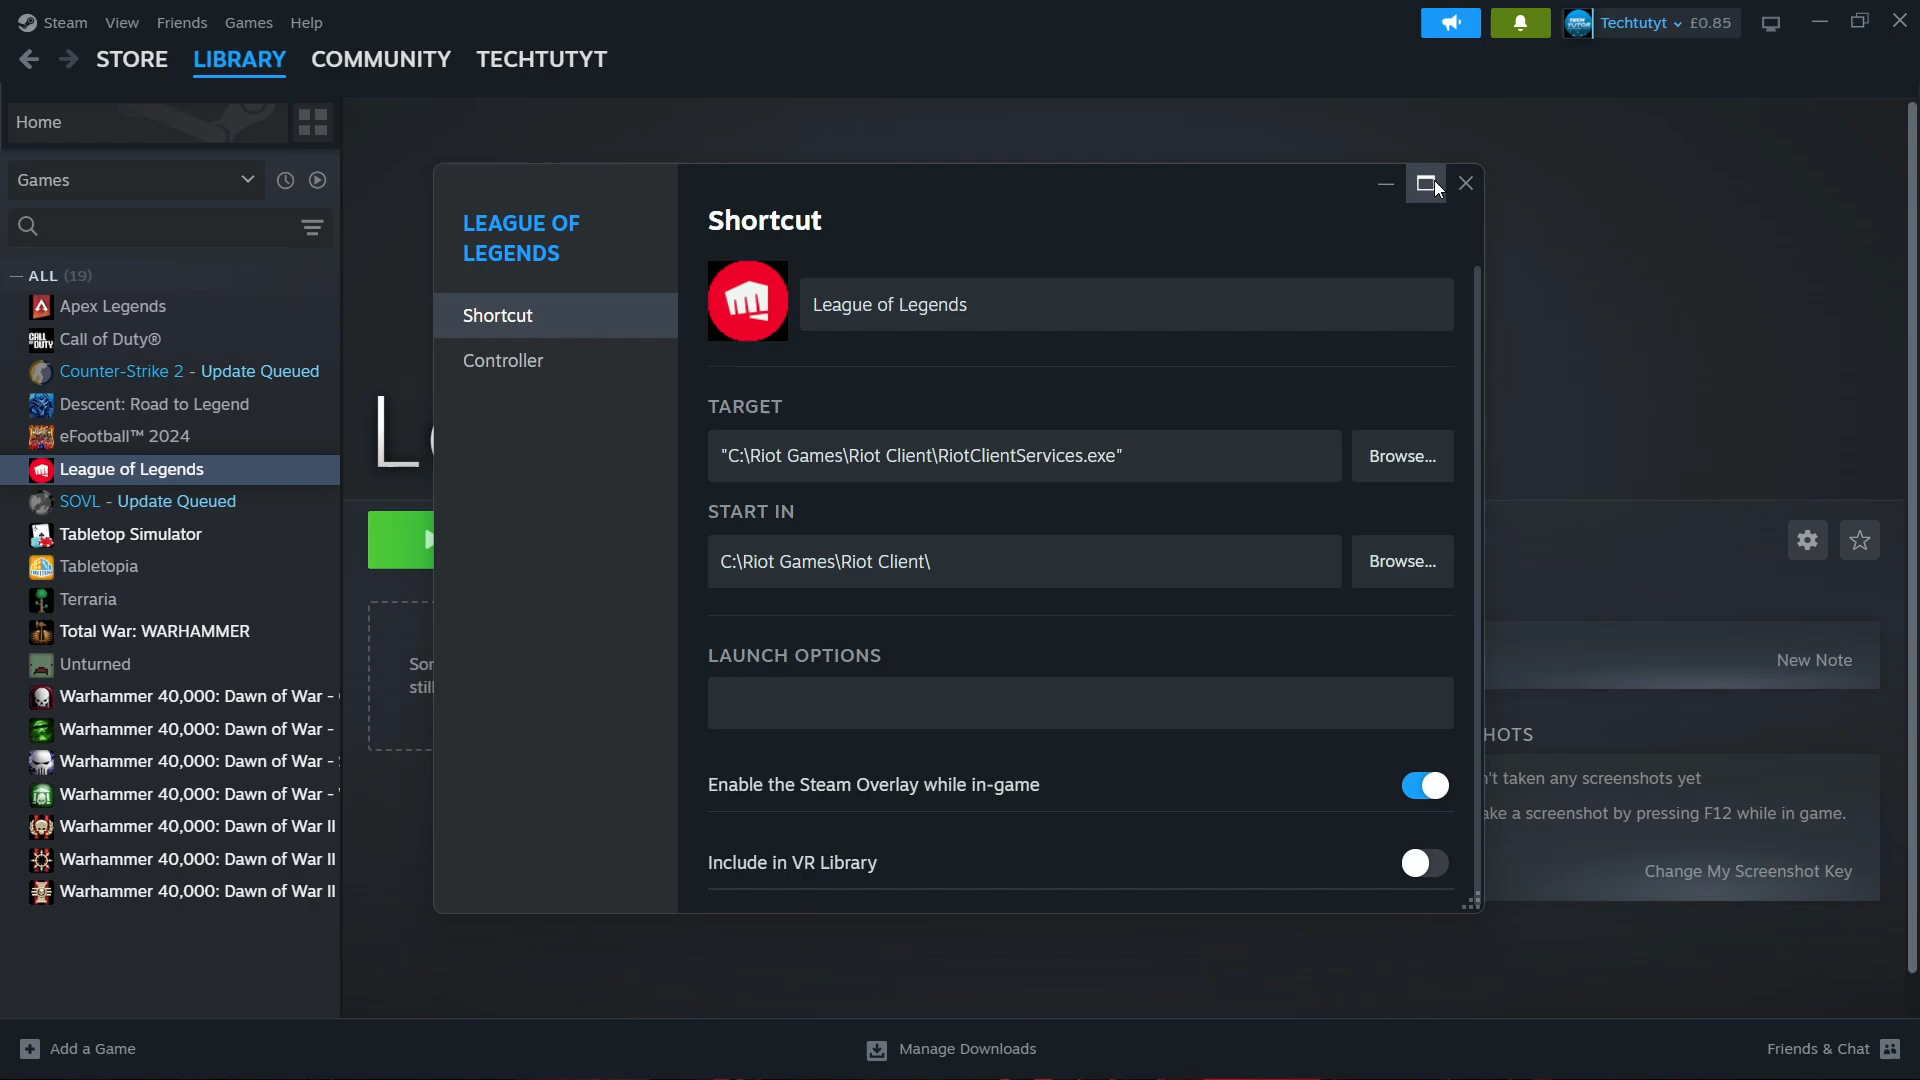 Steam View Friends Games Help
Techtutyt £0.85
STORE LIBRARY COMMUNITY TECHTUTYT
Home
Games
— ALL (19)
Apex Legends
Call of Duty®
Counter-Strike 2 - Update Queued
Descent: Road to Legend
eFootball™ 2024
League of Legends
SOVL - Update Queued
Tabletop Simulator
Tabletopia
Terraria
Total War: WARHAMMER
Unturned
Warhammer 40,000: Dawn of War -
Warhammer 40,000: Dawn of War -
Warhammer 40,000: Dawn of War -
Warhammer 40,000: Dawn of War -
Warhammer 40,000: Dawn of War II
Warhammer 40,000: Dawn of War II
Warhammer 40,000: Dawn of War II
LEAGUE OF
LEGENDS
Shortcut
Controller
Shortcut
League of Legends
TARGET
"C:\Riot Games\Riot Client\RiotClientServices.exe"
Browse...
START IN
C:\Riot Games\Riot Client\
Browse...
LAUNCH OPTIONS
Enable the Steam Overlay while in-game
Include in VR Library
New Note
HOTS
't taken any screenshots yet
ake a screenshot by pressing F12 while in game.
Change My Screenshot Key
Add a Game
Manage Downloads
Friends & Chat